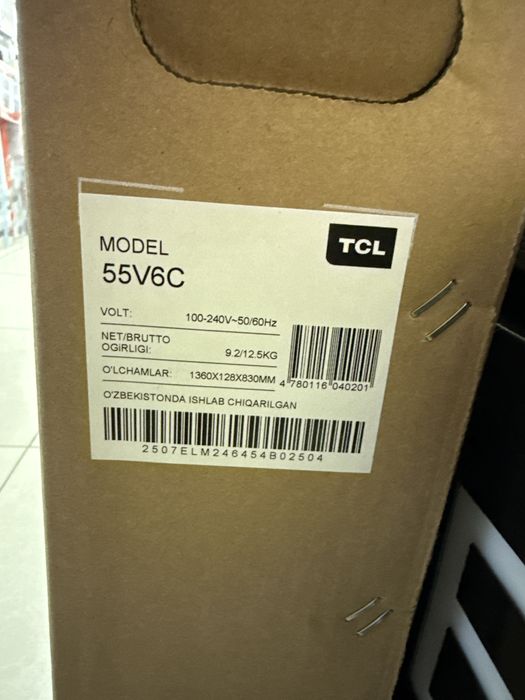 TCL
MODEL
55V6C
VOLT: 100-240V~50/60Hz
NET/BRUTTO
OGIRLIGI: 9.2/12.5KG
O'LCHAMLAR: 1360X128X830MM
4 780116 040201
O'ZBEKISTONDA ISHLAB CHIQARILGAN
2507ELM246454B02504